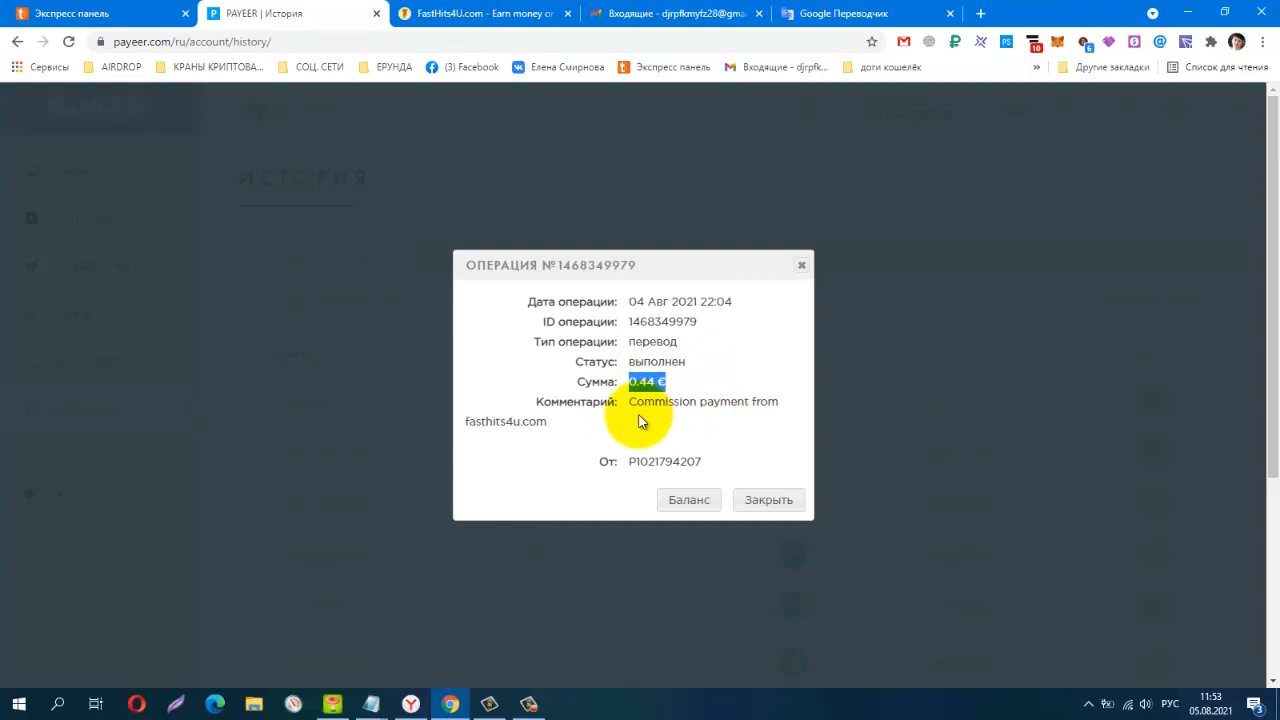 Экспресс панель
PAYEER | История
FastHits4U.com - Earn money or
Входящие - djrpfkmyfz28@gma
Google Переводчик
payeer.com/ru/account/history/
10
6
Сервисы
AIRDROP
КРАНЫ КРИПТОВА...
СОЦ. СЕТИ
ЕРУНДА
(3) Facebook
Елена Смирнова
Экспресс панель
Входящие - djrpfk...
доги кошелёк
»
Другие закладки
Список для чтения
ИСТОРИЯ
ОПЕРАЦИЯ №1468349979
Дата операции: 04 Авг 2021 22:04
ID операции: 1468349979
Тип операции: перевод
Статус: выполнен
Сумма: 0.44 €
Комментарий: Commission payment from
fasthits4u.com
От: P1021794207
Баланс
Закрыть
РУС
11:53
05.08.2021
3